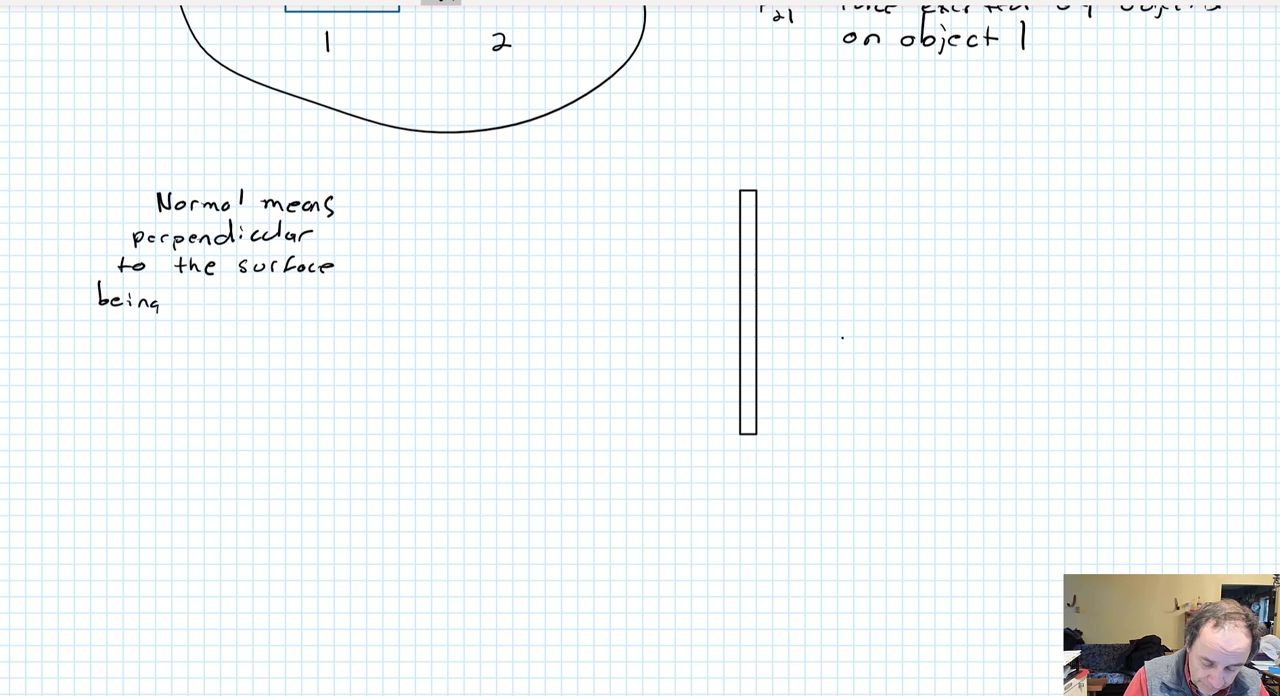 1 2
on object 1
Normal means
perpendicular
to the surface
being